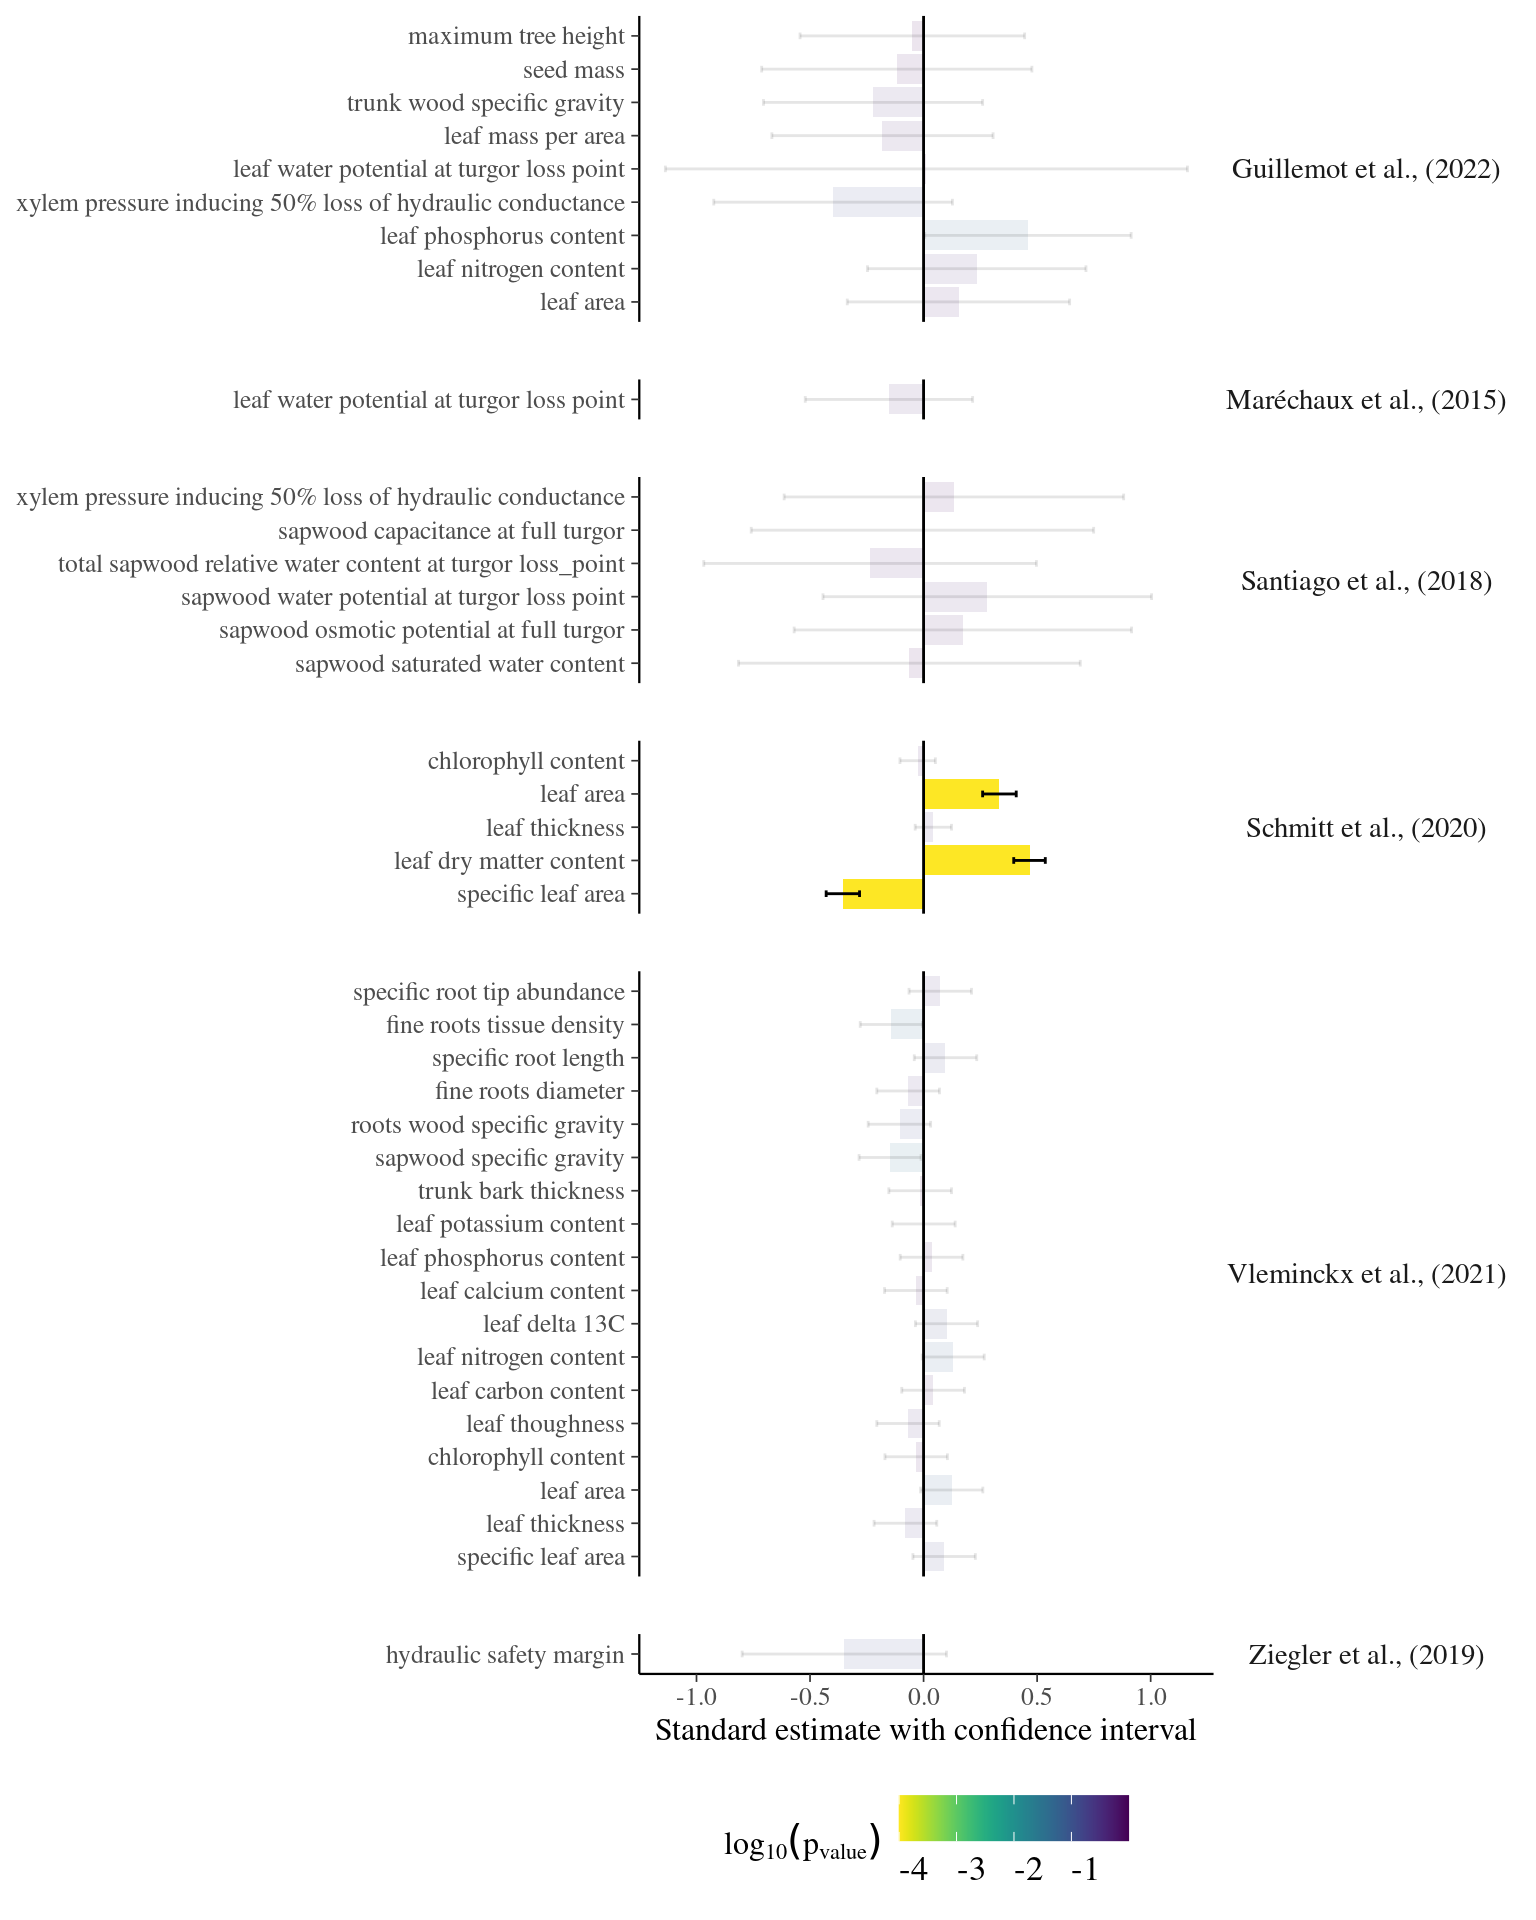 maximum tree height
seed mass
trunk wood specific gravity
leaf mass per area
leaf water potential at turgor loss point
xylem pressure inducing 50% loss of hydraulic conductance
leaf phosphorus content
leaf nitrogen content
leaf area
Guillemot et al., (2022)
leaf water potential at turgor loss point
Maréchaux et al., (2015)
xylem pressure inducing 50% loss of hydraulic conductance
sapwood capacitance at full turgor
total sapwood relative water content at turgor loss_point
sapwood water potential at turgor loss point
sapwood osmotic potential at full turgor
sapwood saturated water content
Santiago et al., (2018)
chlorophyll content
leaf area
leaf thickness
leaf dry matter content
specific leaf area
Schmitt et al., (2020)
specific root tip abundance
fine roots tissue density
specific root length
fine roots diameter
roots wood specific gravity
sapwood specific gravity
trunk bark thickness
leaf potassium content
leaf phosphorus content
leaf calcium content
leaf delta 13C
leaf nitrogen content
leaf carbon content
leaf thoughness
chlorophyll content
leaf area
leaf thickness
specific leaf area
Vleminckx et al., (2021)
hydraulic safety margin
Ziegler et al., (2019)
-1.0 -0.5 0.0 0.5 1.0
Standard estimate with confidence interval
log10(pvalue)
-4 -3 -2 -1